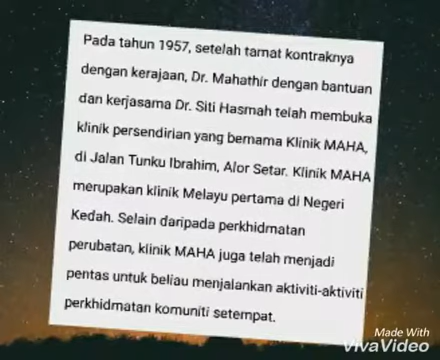 Pada tahun 1957, setelah tamat kontraknya
dengan kerajaan, Dr. Mahathir dengan bantuan
dan kerjasama Dr. Siti Hasmah telah membuka
klinik persendirian yang bernama Klinik MAHA,
di Jalan Tunku Ibrahim, Alor Setar. Klinik MAHA
merupakan klinik Melayu pertama di Negeri
Kedah. Selain daripada perkhidmatan
perubatan, klinik MAHA juga telah menjadi
pentas untuk beliau menjalankan aktiviti-aktiviti
perkhidmatan komuniti setempat.
Made With
VivaVideo